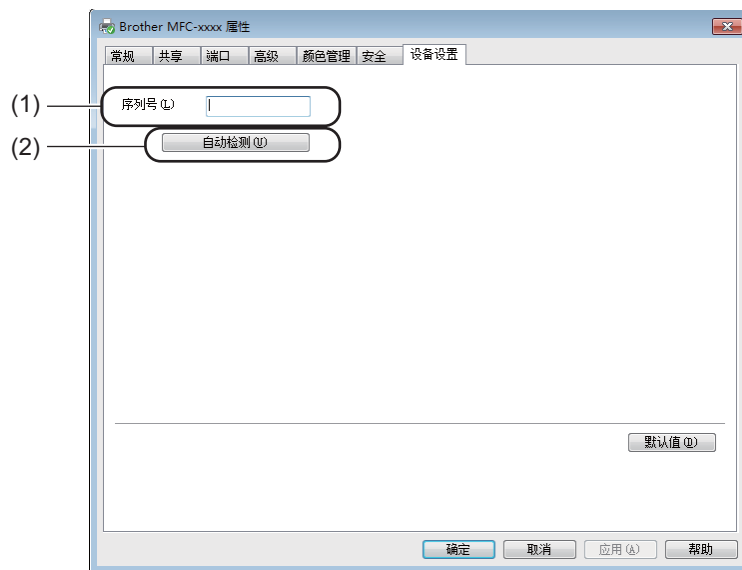 Brother MFC-xxxx 属性
常规 共享 端口 高级 颜色管理 安全 设备设置
(1)
序列号(L)
(2)
自动检测(U)
默认值(D)
确定 取消 应用(A) 帮助